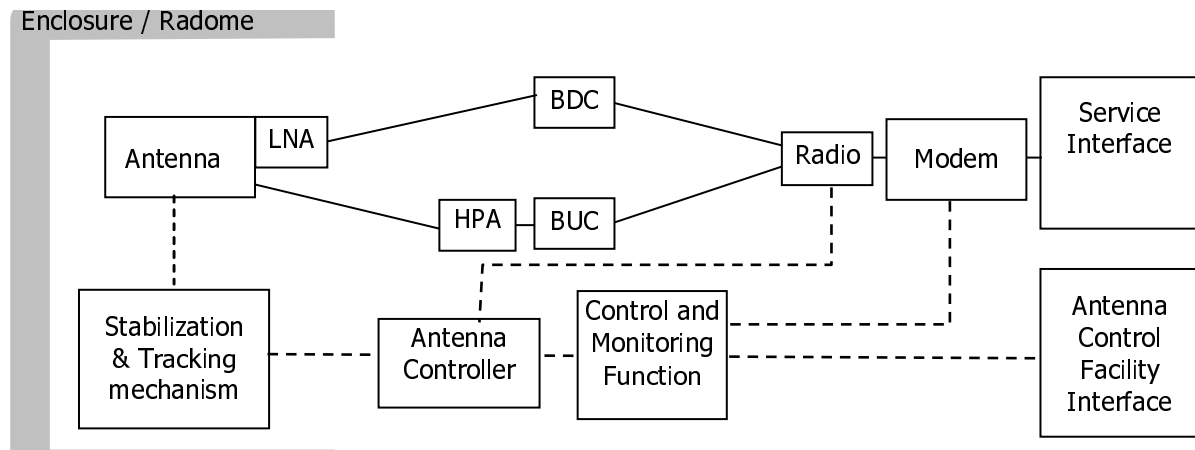 Enclosure / Radome
BDC
Service
Interface
LNA
Antenna
Radio
Modem
HPA
BUC
Stabilization
& Tracking
mechanism
Antenna
Controller
Control and
Monitoring
Function
Antenna
Control
Facility
Interface